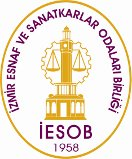 İZMİR ESNAF VE SANATKARLAR ODALARI BİRLİĞİ
İESOB
1958